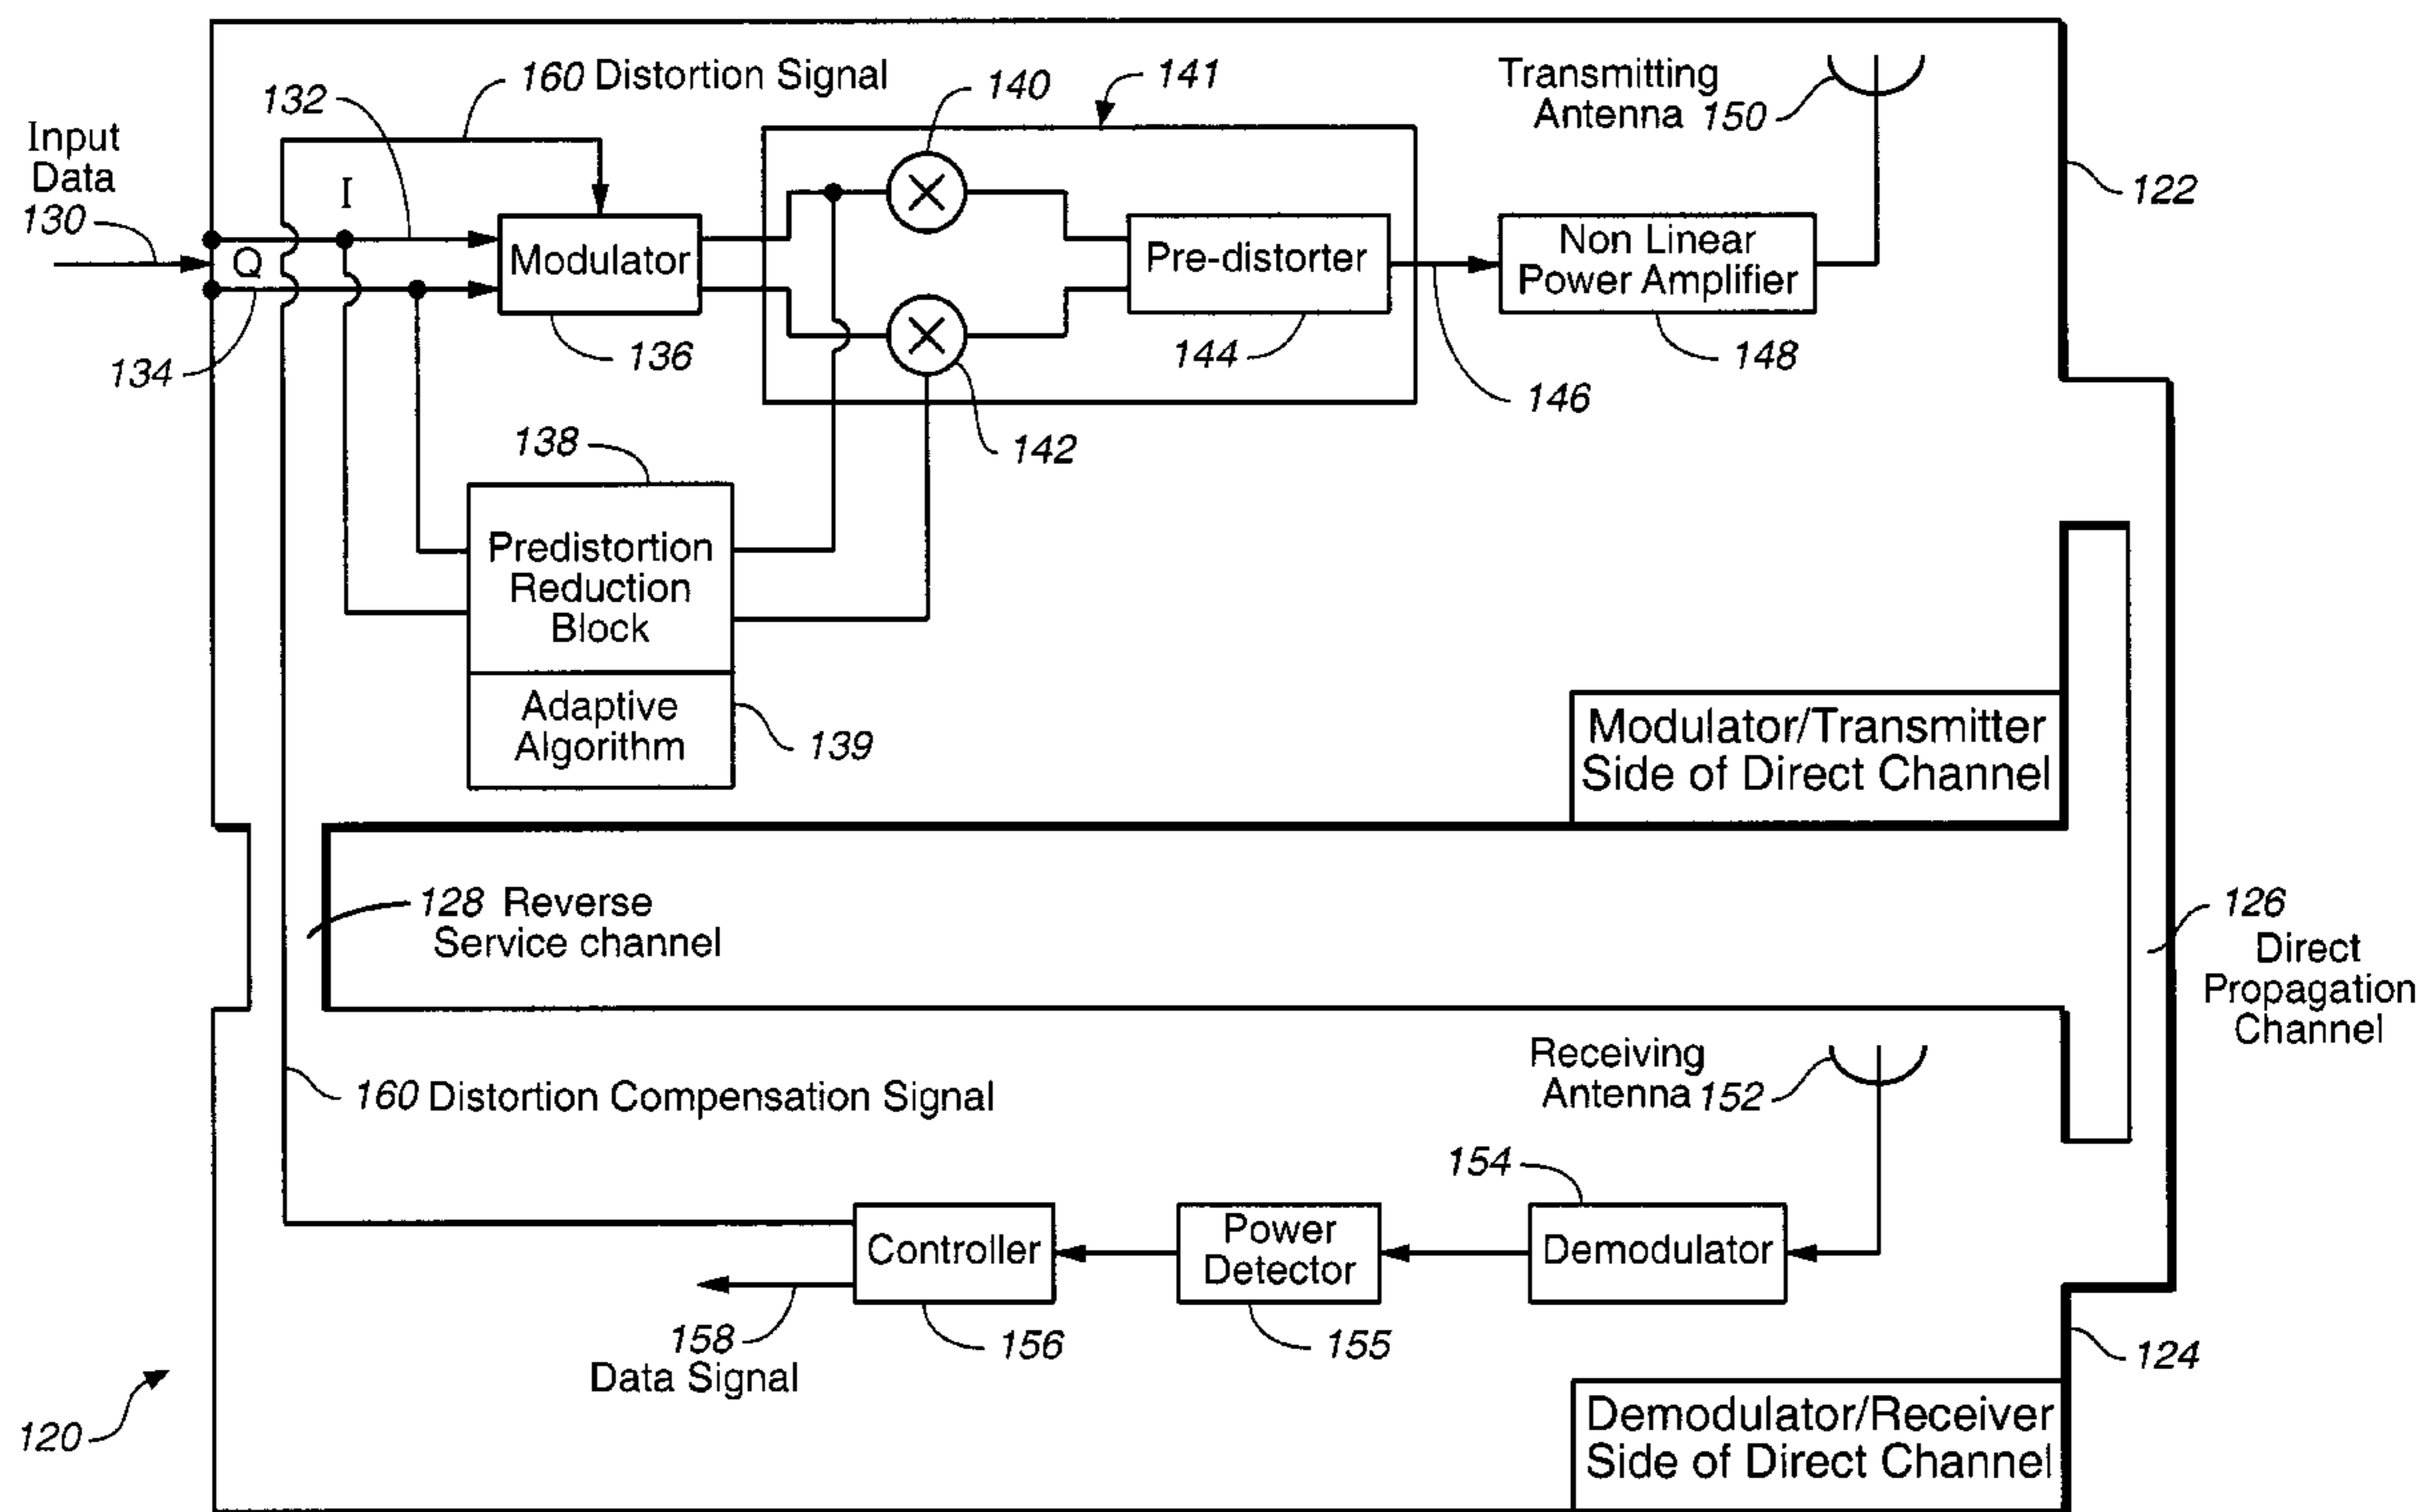 160 Distortion Signal
132
140
141
Transmitting
Antenna 150
Input
Data
130
I
Q
122
Modulator
Pre-distorter
Non Linear
Power Amplifier
134
136
144
148
146
138
142
Predistortion
Reduction
Block
Adaptive
Algorithm
139
Modulator/Transmitter
Side of Direct Channel
128 Reverse
Service channel
126
Direct
Propagation
Channel
160 Distortion Compensation Signal
Receiving
Antenna 152
154
Controller
Power
Detector
Demodulator
158
Data Signal
156
155
124
120
Demodulator/Receiver
Side of Direct Channel